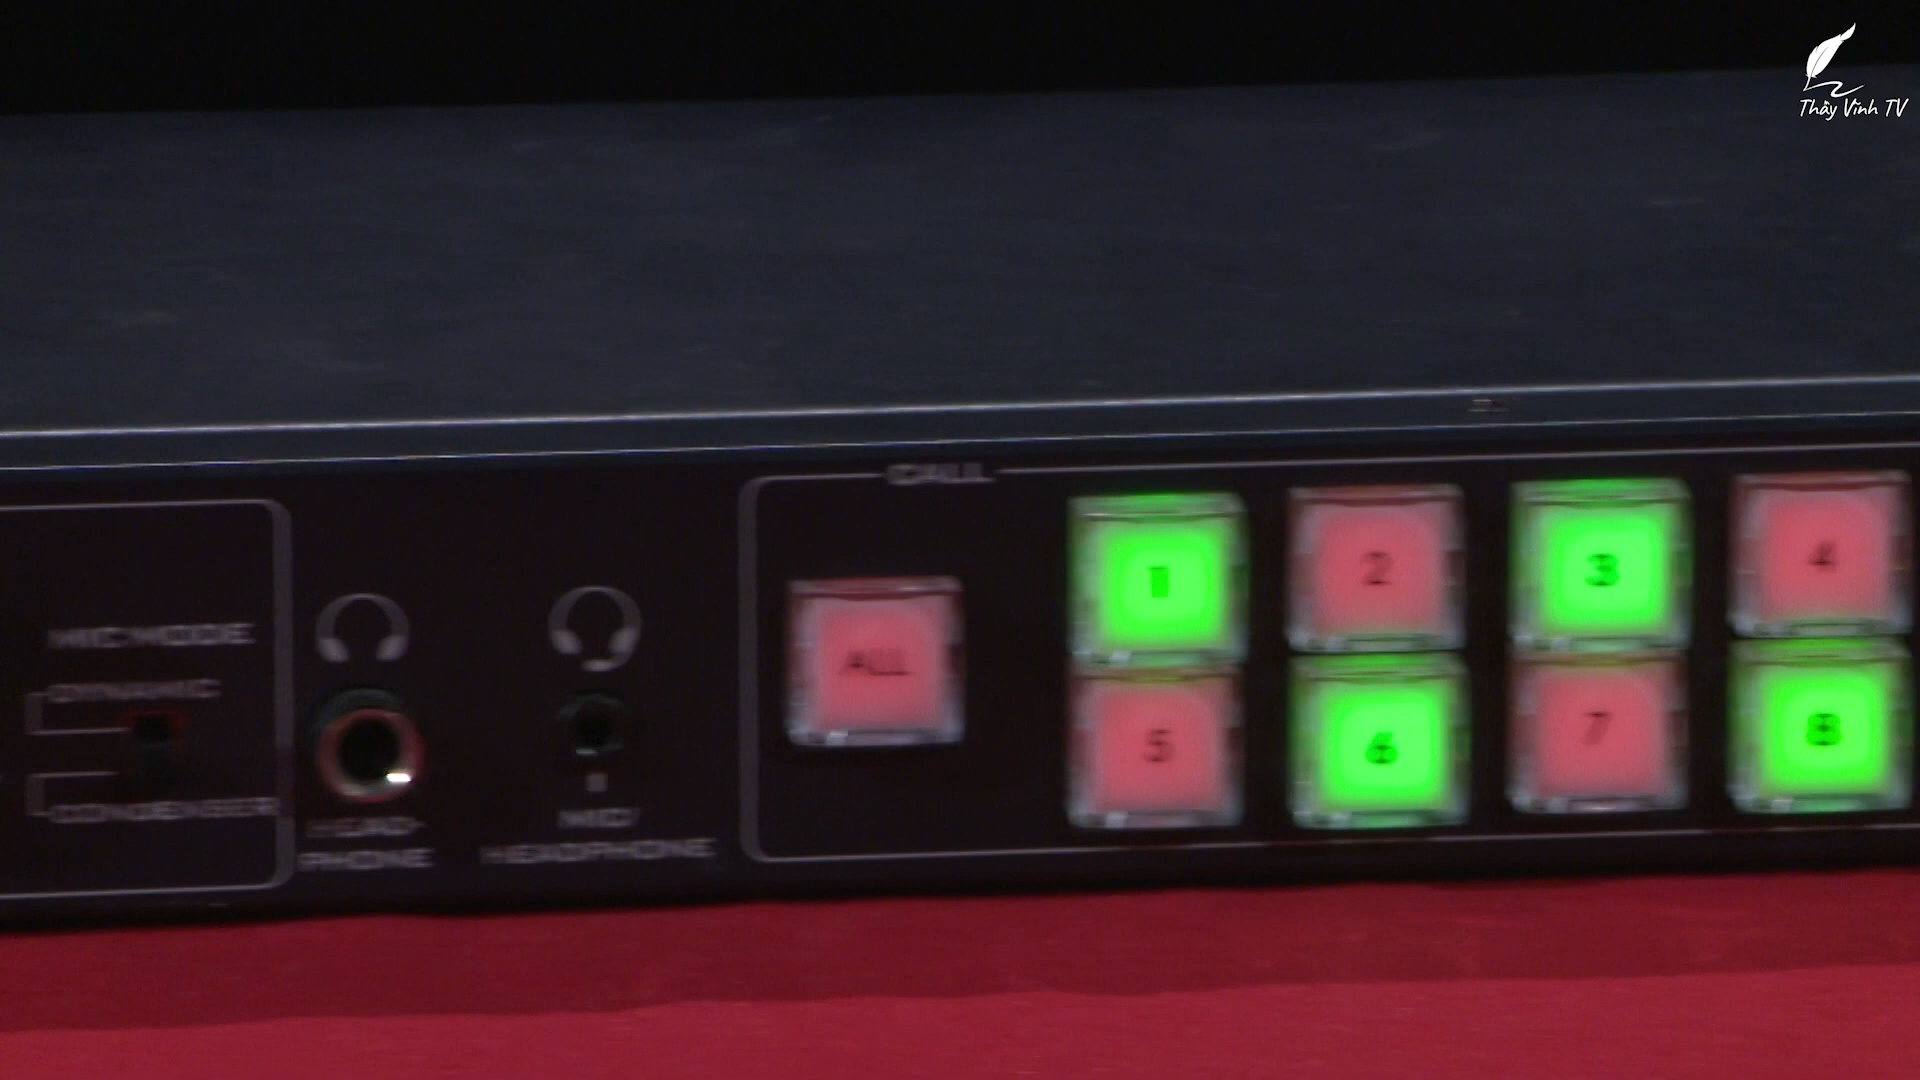 Thầy Vĩnh TV
CALL
MIC MODE
DYNAMIC
CONDENSER
HEAD-
PHONE
MIC/
HEADPHONE
ALL
1 2 3 4
5 6 7 8